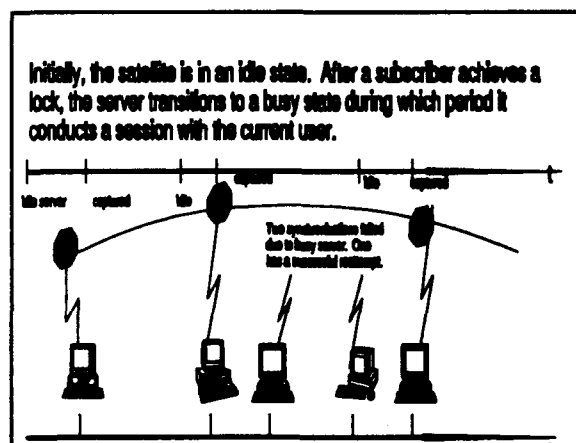 Initially, the satellite is in an idle state. After a subscriber achieves a
lock, the server transitions to a busy state during which period it
conducts a session with the current user.
captured
idle
t
idle server
captured
idle
captured
Two synchronizations failed
due to busy server. One
has a successful reattempt.